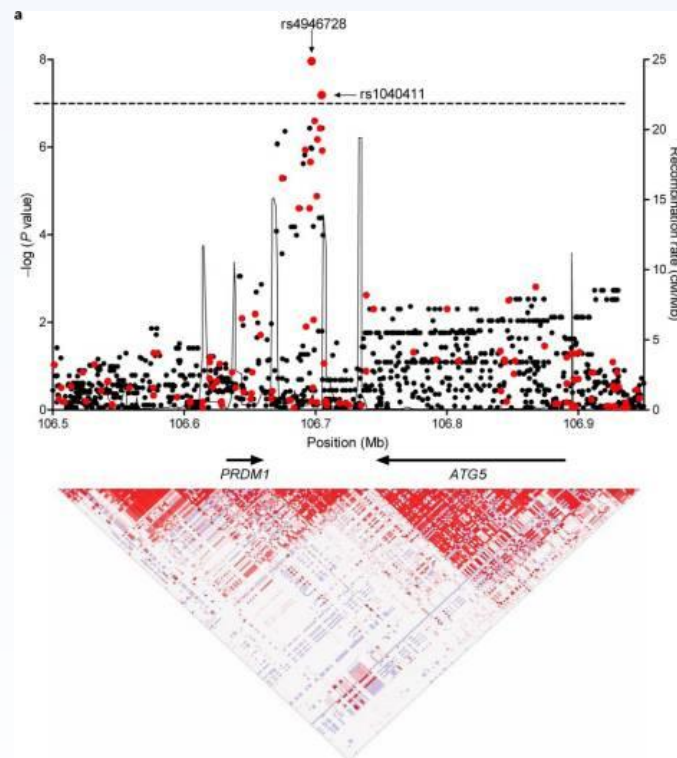 a
rs4946728
rs1040411
8
6
4
2
0
–log (P value)
25
20
15
10
5
0
Recombination rate (cM/Mb)
106.5
106.6
106.7
106.8
106.9
Position (Mb)
PRDM1
ATG5